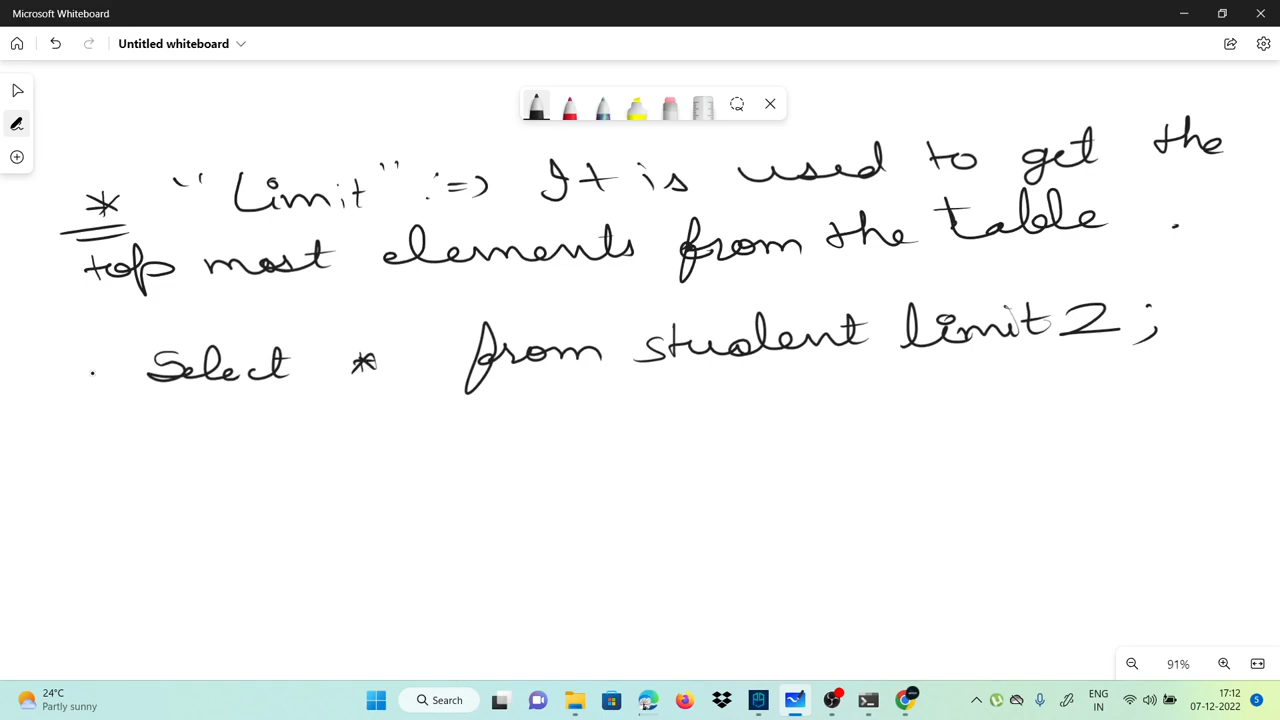 Microsoft Whiteboard
Untitled whiteboard
* "Limit" :=> It is used to get the
top most elements from the table .
. Select * from student limit 2 ;
91%
24°C
Partly sunny
Search
ENG
IN
17:12
07-12-2022
5